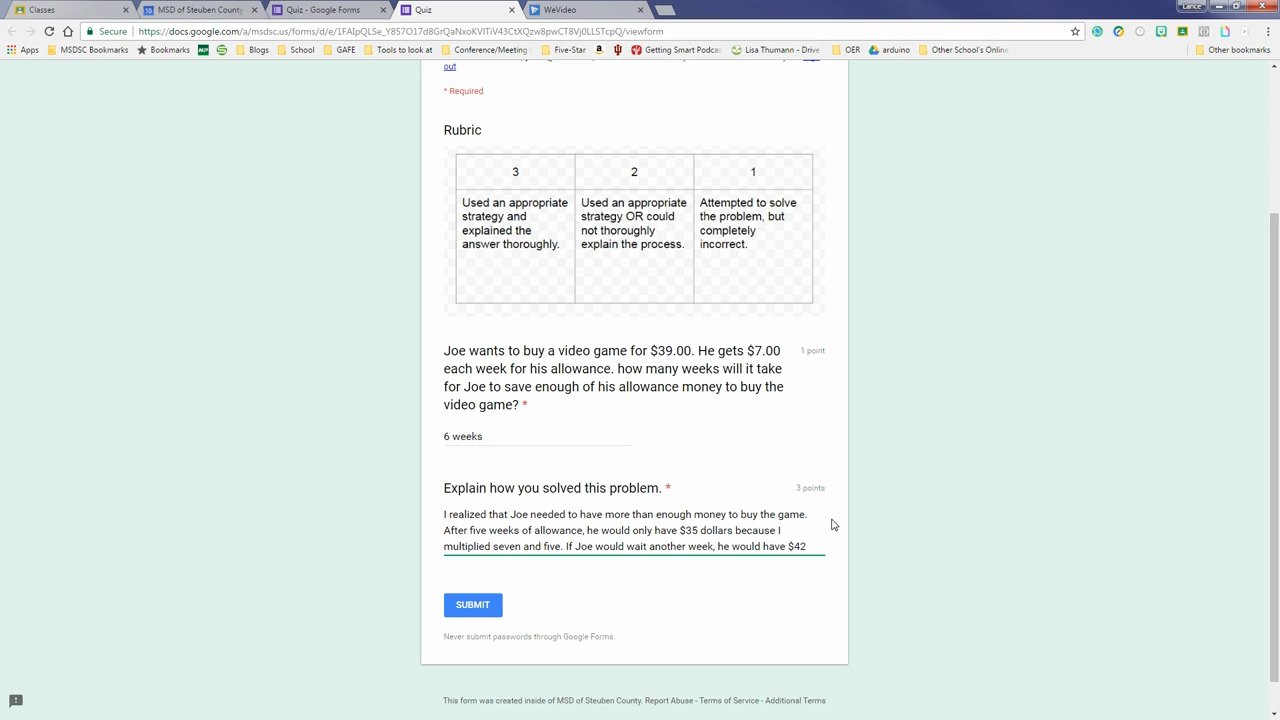 Classes
MSD of Steuben County
Quiz - Google Forms
Quiz
WeVideo
Lance
Secure
https://docs.google.com/a/msdsc.us/forms/d/e/1FAIpQLSe_Y857O17d8GrQaNxoKVITiV43CtXQzw8pwCT8Vj0LLSTcpQ/viewform
Apps
MSDSC Bookmarks
Bookmarks
Blogs
School
GAFE
Tools to look at
Conference/Meeting
Five-Star
Getting Smart Podcas
Lisa Thumann = Dedic
OER
arduino
Other School's Onlin
Other bookmarks
out
* Required
Rubric
3 2 1
Used an appropriate strategy and explained the answer thoroughly.
Used an appropriate strategy OR could not thoroughly explain the process.
Attempted to solve the problem, but completely incorrect.
Joe wants to buy a video game for $39.00. He gets $7.00
1 point
each week for his allowance. how many weeks will it take
for Joe to save enough of his allowance money to buy the
video game? *
6 weeks
Explain how you solved this problem. *
3 points
I realized that Joe needed to have more than enough money to buy the game.
After five weeks of allowance, he would only have $35 dollars because I
multiplied seven and five. If Joe would wait another week, he would have $42
SUBMIT
Never submit passwords through Google Forms.
This form was created inside of MSD of Steuben County. Report Abuse - Terms of Service - Additional Terms